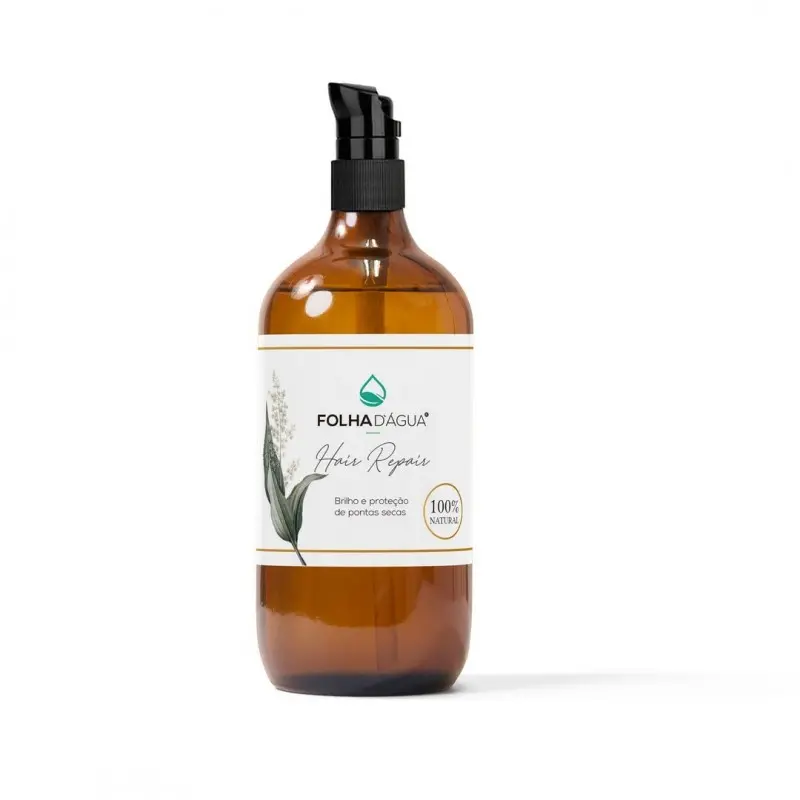 FOLHA D'ÁGUA®
Hair Repair
Brilho e proteção
de pontas secas
100%
NATURAL